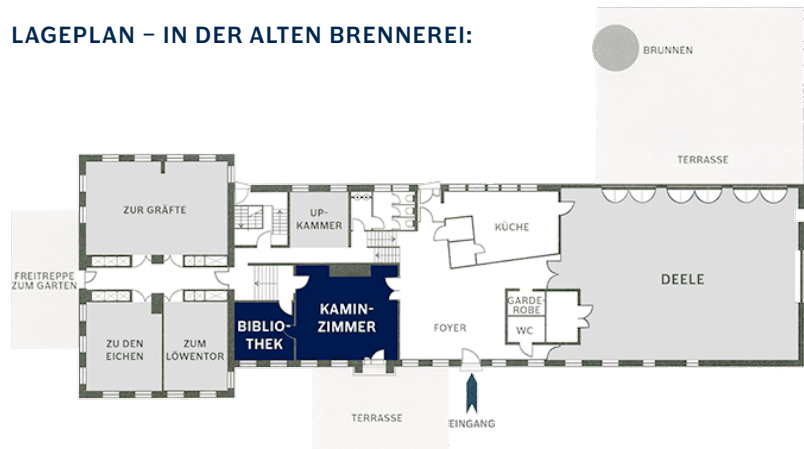 LAGEPLAN – IN DER ALTEN BRENNEREI:
BRUNNEN
TERRASSE
ZUR GRÄFTE
UP-
KAMMER
KÜCHE
FREITREPPE
ZUM GARTEN
DEELE
BIBLIO-
THEK
KAMIN-
ZIMMER
GARDE-
ROBE
FOYER
WC
ZU DEN
EICHEN
ZUM
LÖWENTOR
TERRASSE
EINGANG